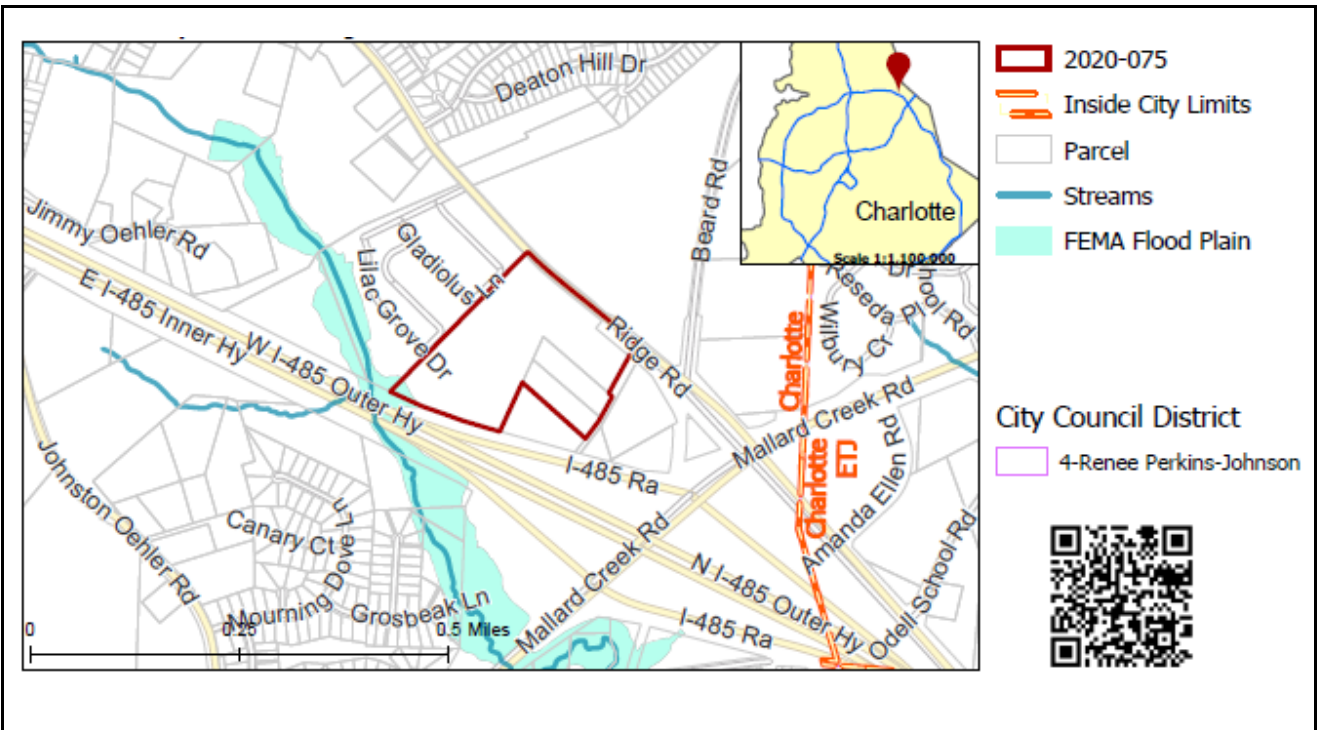 Deaton Hill Dr
Beard Rd
Charlotte
Scale 1:1,100,000
Jimmy Oehler Rd
Gladiolus Ln
Lilac Grove Dr
E I-485 Inner Hy
W I-485 Outer Hy
Ridge Rd
Reseda Pl
Dr
hool Rd
Wilbury Cr
Charlotte
Mallard Creek Rd
Charlotte
ETJ
Amanda Ellen Rd
I-485 Ra
Johnston Oehler Rd
Canary Ct
Mourning Dove Ln
Grosbeak Ln
Mallard Creek Rd
N I-485 Outer Hy
I-485 Ra
Odell-School Rd
0
0.25
0.5 Miles
2020-075
Inside City Limits
Parcel
Streams
FEMA Flood Plain
City Council District
4-Renee Perkins-Johnson